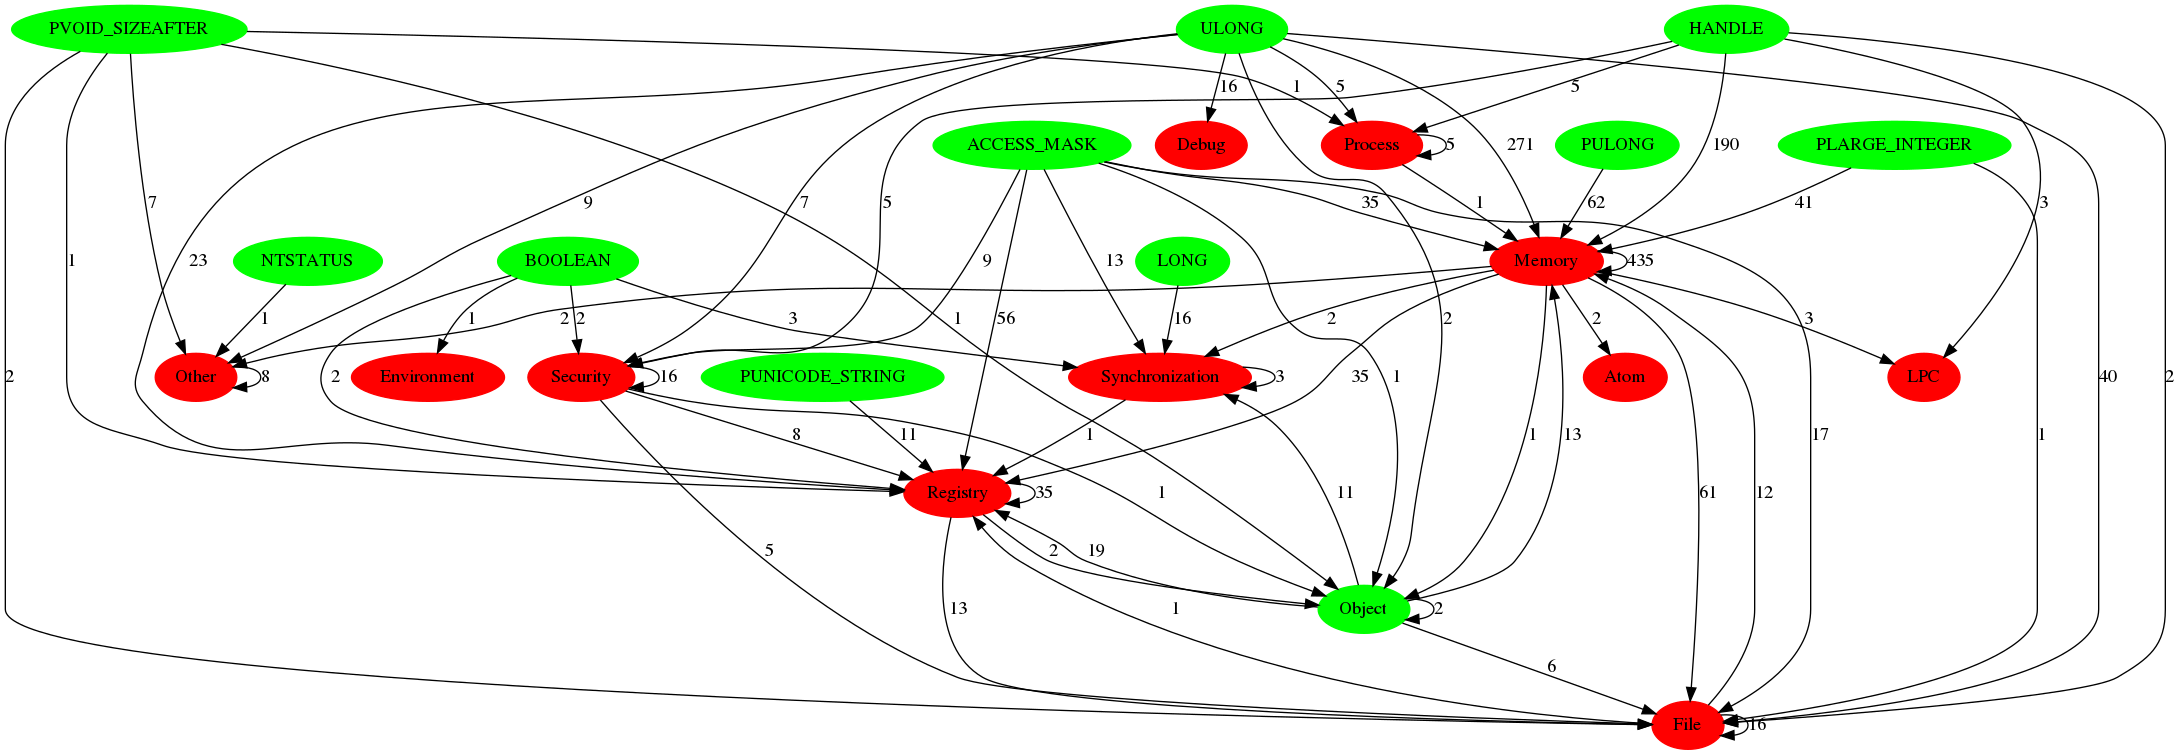 PVOID_SIZEAFTER
ULONG
HANDLE
16
1
5
5
ACCESS_MASK
Debug
Process
5
PULONG
PLARGE_INTEGER
271
190
7
9
7
5
35
1
62
41
3
1
23
NTSTATUS
BOOLEAN
9
13
LONG
Memory
435
1
2
1
2
3
1
56
16
2
2
2
3
2
Other
8
Environment
Security
16
PUNICODE_STRING
Synchronization
3
35
1
Atom
LPC
2
40
2
8
11
1
1
13
17
1
Registry
35
11
61
12
5
2
19
1
13
1
Object
2
6
File
16